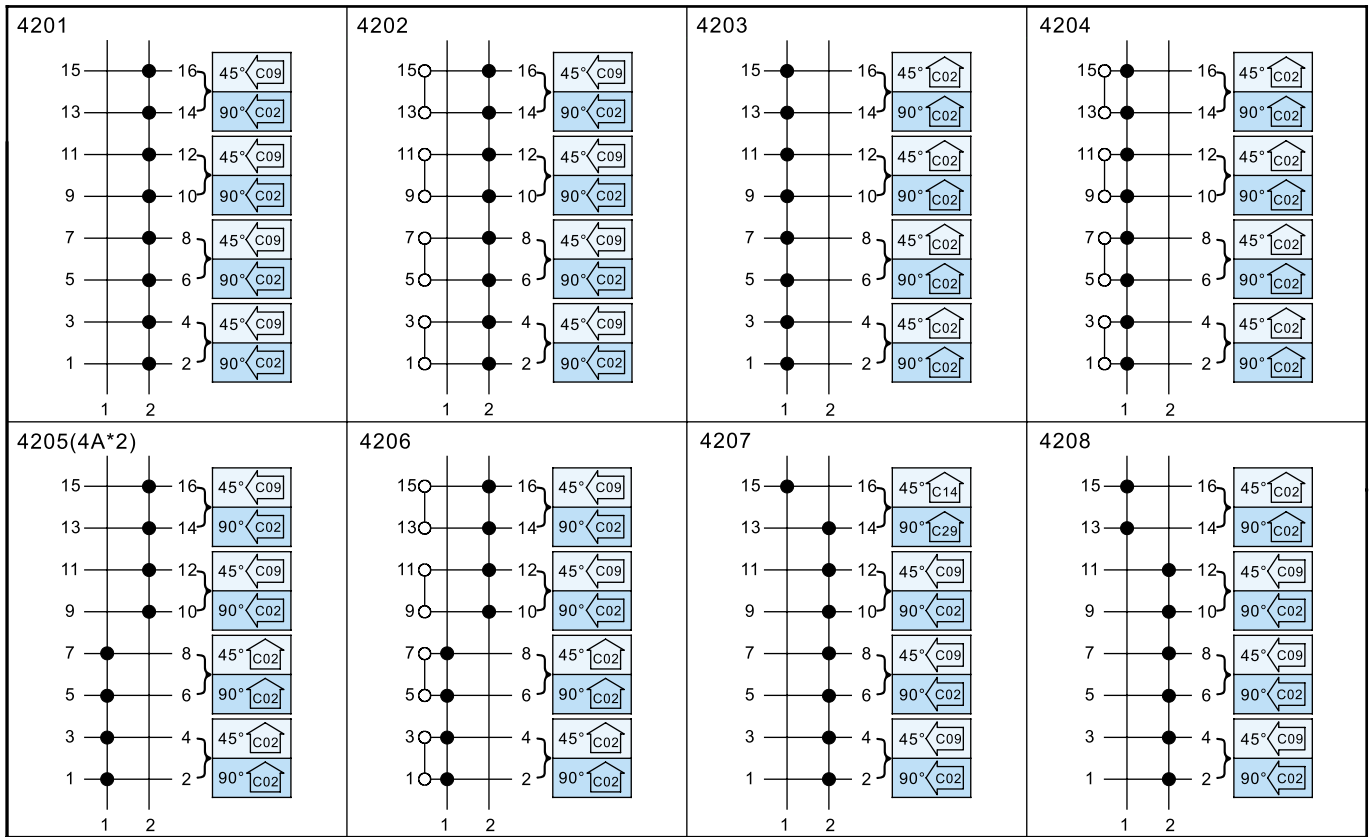 4201
15 16 45° C09
13 14 90° C02
11 12 45° C09
9 10 90° C02
7 8 45° C09
5 6 90° C02
3 4 45° C09
1 2 90° C02
1 2
4202
15 16 45° C09
13 14 90° C02
11 12 45° C09
9 10 90° C02
7 8 45° C09
5 6 90° C02
3 4 45° C09
1 2 90° C02
1 2
4203
15 16 45° C02
13 14 90° C02
11 12 45° C02
9 10 90° C02
7 8 45° C02
5 6 90° C02
3 4 45° C02
1 2 90° C02
1 2
4204
15 16 45° C02
13 14 90° C02
11 12 45° C02
9 10 90° C02
7 8 45° C02
5 6 90° C02
3 4 45° C02
1 2 90° C02
1 2
4205(4A*2)
15 16 45° C09
13 14 90° C02
11 12 45° C09
9 10 90° C02
7 8 45° C02
5 6 90° C02
3 4 45° C02
1 2 90° C02
1 2
4206
15 16 45° C09
13 14 90° C02
11 12 45° C09
9 10 90° C02
7 8 45° C02
5 6 90° C02
3 4 45° C02
1 2 90° C02
1 2
4207
15 16 45° C14
13 14 90° C29
11 12 45° C09
9 10 90° C02
7 8 45° C09
5 6 90° C02
3 4 45° C09
1 2 90° C02
1 2
4208
15 16 45° C02
13 14 90° C02
11 12 45° C09
9 10 90° C02
7 8 45° C09
5 6 90° C02
3 4 45° C09
1 2 90° C02
1 2